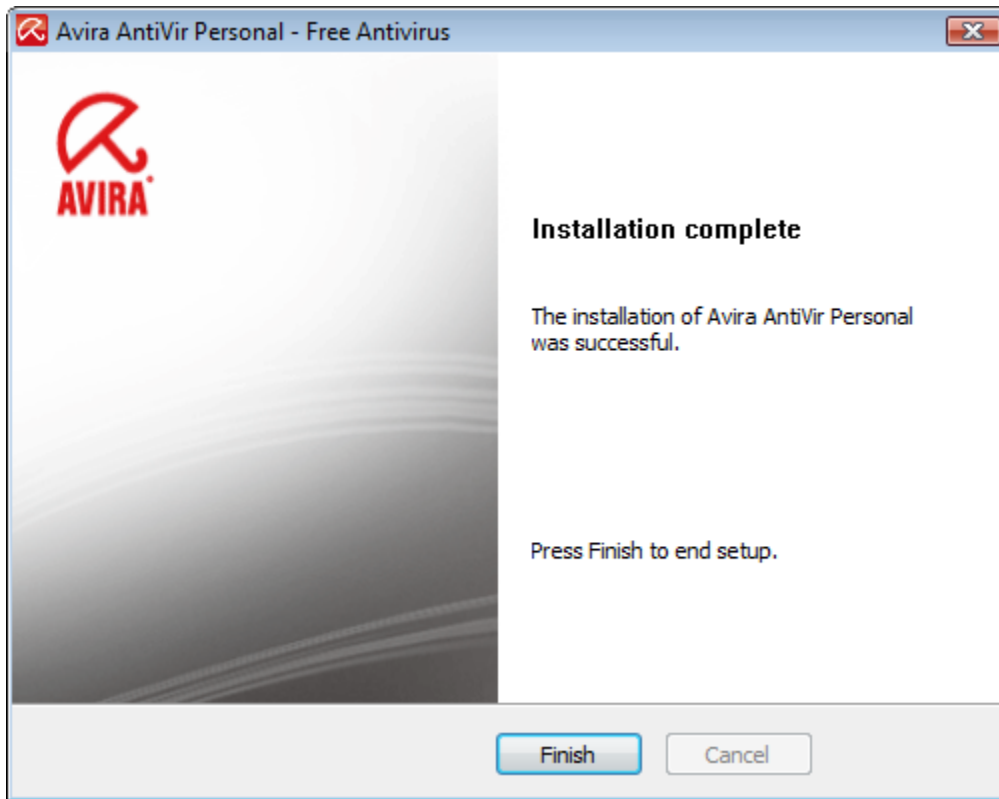 Avira AntiVir Personal - Free Antivirus
AVIRA
Installation complete
The installation of Avira AntiVir Personal
was successful.
Press Finish to end setup.
Finish
Cancel